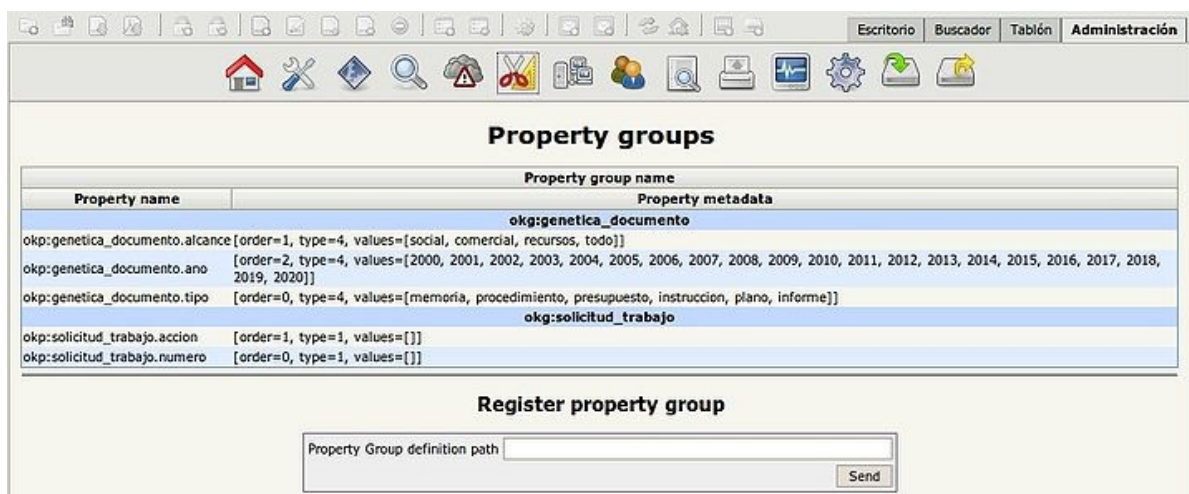 Escritorio Buscador Tablón Administración
Property groups
Property group name
Property name Property metadata
okg:genetica_documento
okp:genetica_documento.alcance [order=1, type=4, values=[social, comercial, recursos, todo]]
okp:genetica_documento.ano [order=2, type=4, values=[2000, 2001, 2002, 2003, 2004, 2005, 2006, 2007, 2008, 2009, 2010, 2011, 2012, 2013, 2014, 2015, 2016, 2017, 2018,
2019, 2020]]
okp:genetica_documento.tipo [order=0, type=4, values=[memoria, procedimiento, presupuesto, instruccion, plano, informe]]
okg:solicitud_trabajo
okp:solicitud_trabajo.accion [order=1, type=1, values=[]]
okp:solicitud_trabajo.numero [order=0, type=1, values=[]]
Register property group
Property Group definition path
Send